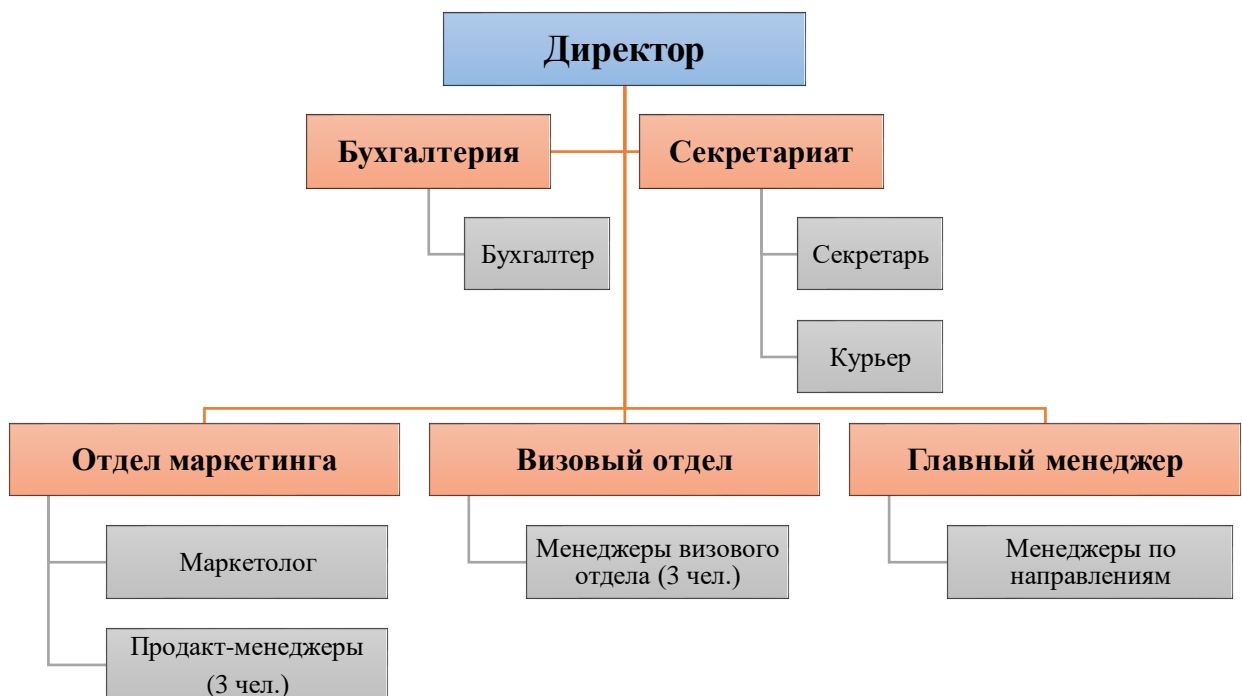 Директор
Бухгалтерия
Секретариат
Бухгалтер
Секретарь
Курьер
Отдел маркетинга
Визовый отдел
Главный менеджер
Маркетолог
Продакт-менеджеры
(3 чел.)
Менеджеры визового
отдела (3 чел.)
Менеджеры по
направлениям